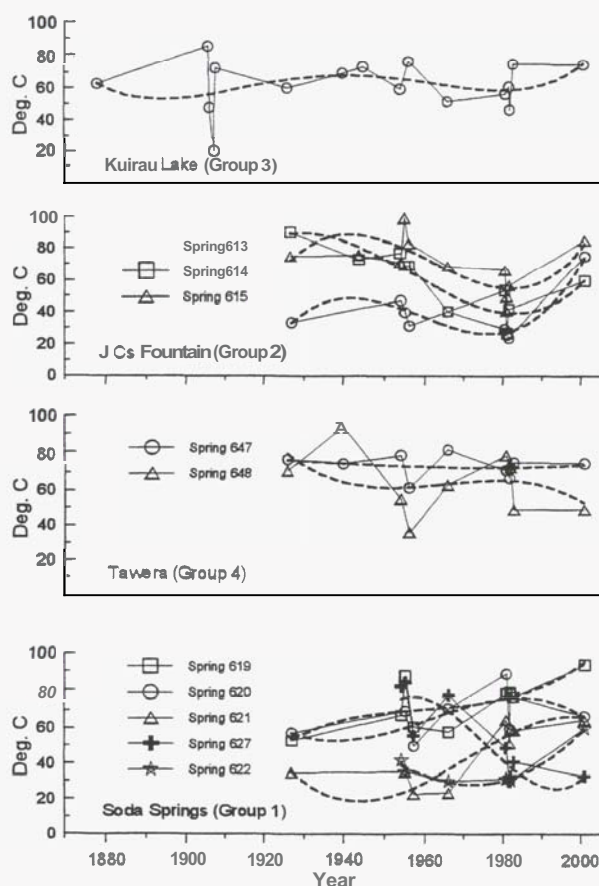 100
80
60
40
20
Deg. C
Kuirau Lake (Group 3)
100
80
60
40
20
0
Deg. C
Spring613
Spring614
Spring 615
J Cs Fountain (Group 2)
100
80
60
40
20
0
Deg. C
Spring 647
Spring 648
Tawera (Group 4)
100
80
60
40
20
0
Deg. C
Spring 619
Spring 620
Spring 621
Spring 627
Spring 622
Soda Springs (Group 1)
1880 1900 1920 1940 1960 1980 2000
Year